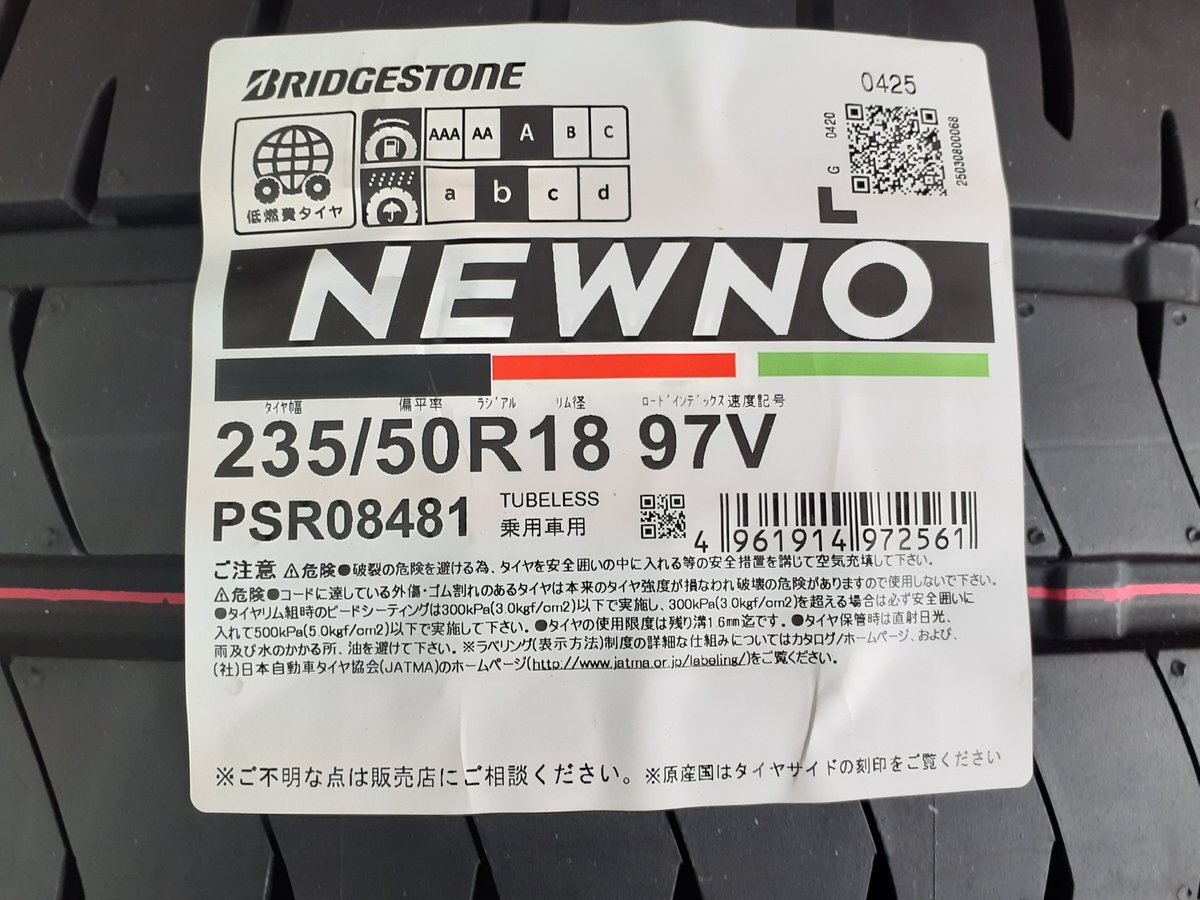 BRIDGESTONE
0425
低燃費タイヤ
AAA AA A B C
a b c d
G 0420
25030800068
L
NEWNO
タイヤ幅 偏平率 ラジアル リム径 ロードインデックス 速度記号
235/50R18 97V
PSR08481
TUBELESS
乗用車用
4 961914 972561
ご注意 ⚠危険●破裂の危険を避ける為、タイヤを安全囲いの中に入れる等の安全措置を講じて空気充填して下さい。
⚠危険●コードに達している外傷・ゴム割れのあるタイヤは本来のタイヤ強度が損なわれ破壊の危険がありますので使用しないで下さい。
●タイヤリム組時のビードシーティングは300kPa(3.0kgf/cm2)以下で実施し、300kPa(3.0kgf/cm2)を超える場合は必ず安全囲いに
入れて500kPa(5.0kgf/cm2)以下で実施して下さい。●タイヤの使用限度は残り溝1.6mm迄です。●タイヤ保管時は直射日光、
雨及び水のかかる所、油を避けて下さい。※ラベリング(表示方法)制度の詳細な仕組みについてはカタログ/ホームページ、および、
(社)日本自動車タイヤ協会(JATMA)のホームページ(http://www.jatma.or.jp/labeling/)をご覧ください。
※ご不明な点は販売店にご相談ください。※原産国はタイヤサイドの刻印をご覧ください